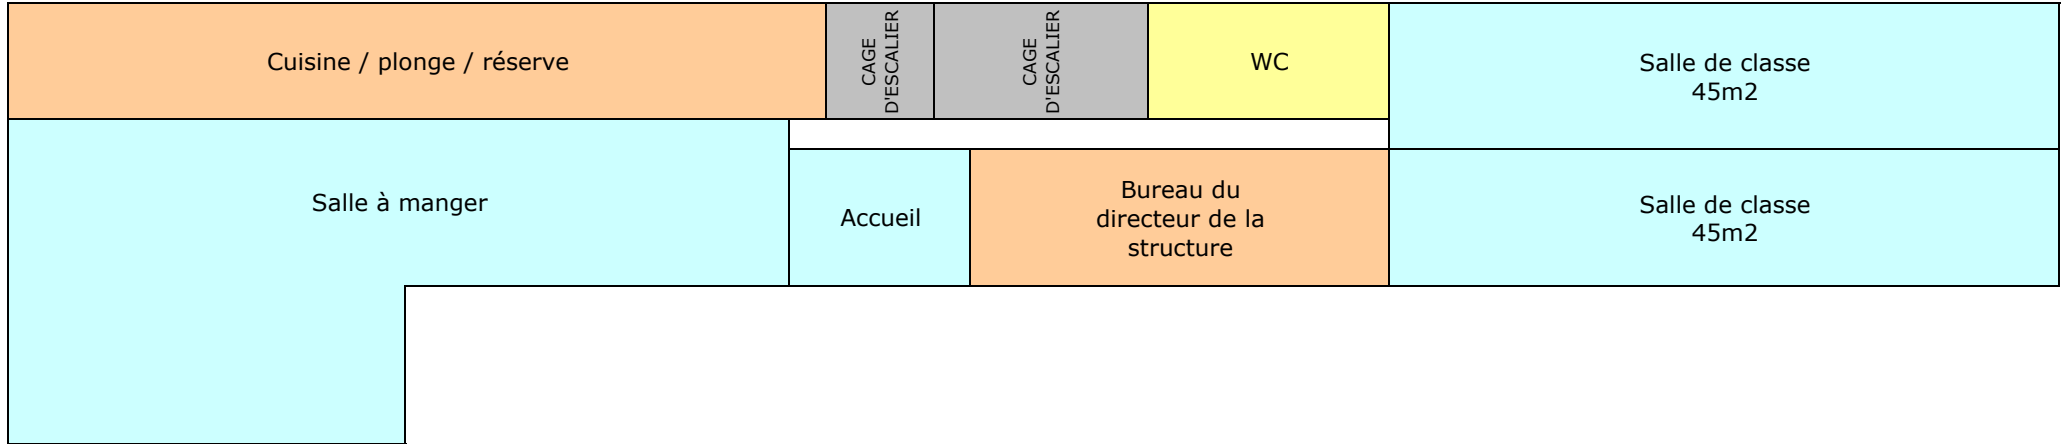 Cuisine / plonge / réserve
CAGE
D'ESCALIER
CAGE
D'ESCALIER
WC
Salle de classe
45m2
Salle à manger
Accueil
Bureau du
directeur de la
structure
Salle de classe
45m2